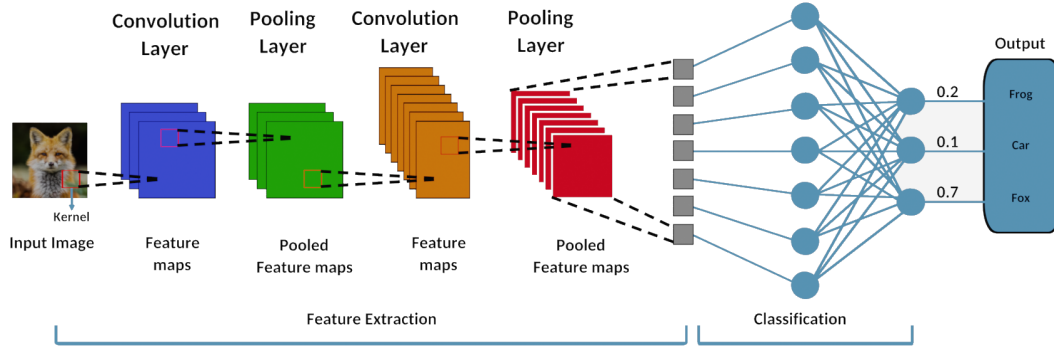 Convolution
Layer
Pooling
Layer
Convolution
Layer
Pooling
Layer
Output
0.2
Frog
0.1
Car
0.7
Fox
Kernel
Input Image
Feature
maps
Pooled
Feature maps
Feature
maps
Pooled
Feature maps
Feature Extraction
Classification